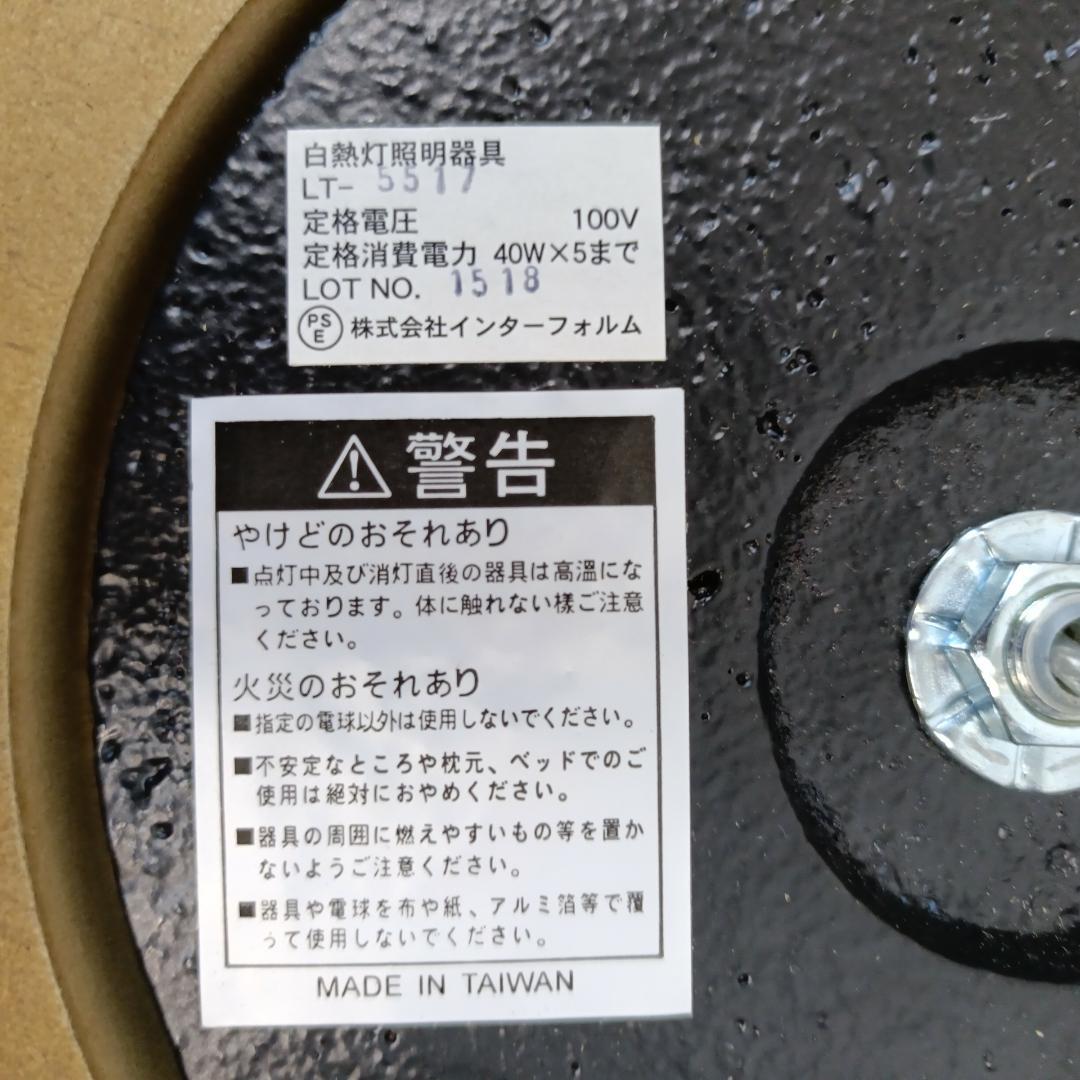 白熱灯照明器具
LT- 5517
定格電圧 100V
定格消費電力 40W×5まで
LOT NO. 1518
PSE 株式会社インターフォルム
警告
やけどのおそれあり
■点灯中及び消灯直後の器具は高溫にな
っております。体に触れない様ご注意
ください。
火災のおそれあり
■指定の電球以外は使用しないでください。
■不安定なところや枕元、ベッドでのご
使用は絶対におやめください。
■器具の周囲に燃えやすいもの等を置か
ないようご注意ください。
■器具や電球を布や紙、アルミ箔等で覆
って使用しないでください。
MADE IN TAIWAN